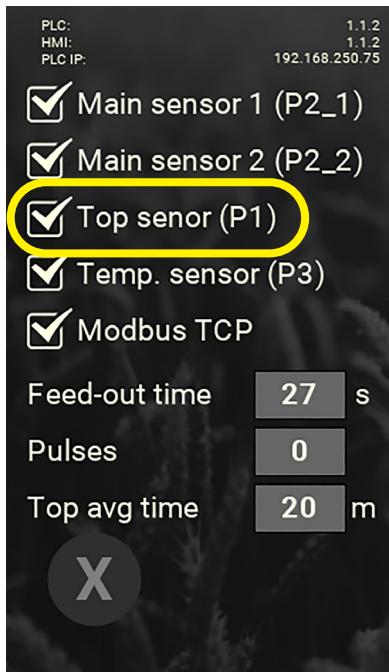 PLC: 1.1.2
HMI: 1.1.2
PLC IP: 192.168.250.75
Main sensor 1 (P2_1)
Main sensor 2 (P2_2)
Top senor (P1)
Temp. sensor (P3)
Modbus TCP
Feed-out time 27 s
Pulses 0
Top avg time 20 m
X